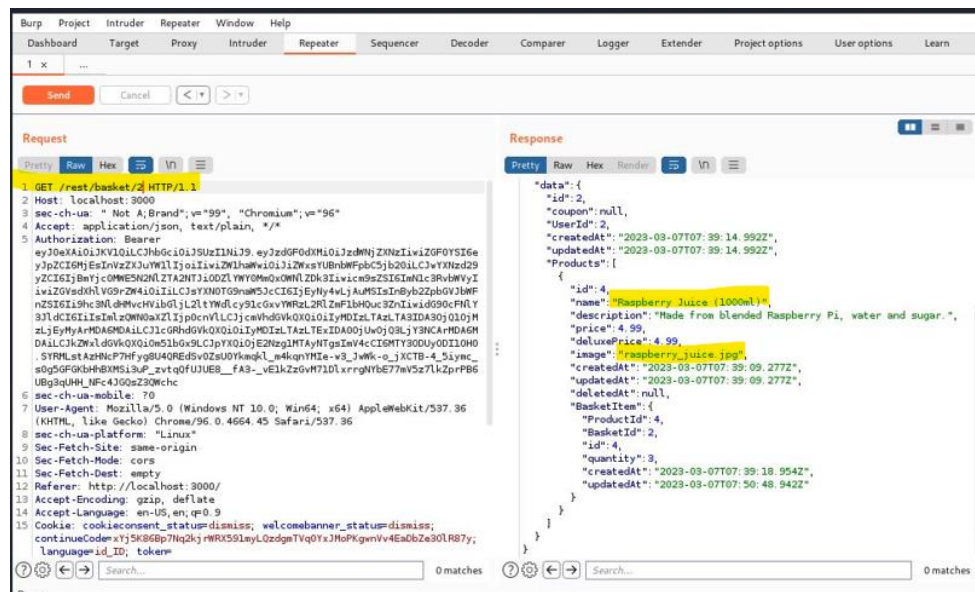 Burp Project Intruder Repeater Window Help
Dashboard Target Proxy Intruder Repeater Sequencer Decoder Comparer Logger Extender Project options User options Learn
1 × ...
Send Cancel < >
Request
Pretty Raw Hex \n
1 GET /rest/basket/2 HTTP/1.1
2 Host: localhost:3000
3 sec-ch-ua: " Not A;Brand";v="99", "Chromium";v="96"
4 Accept: application/json, text/plain, */*
5 Authorization: Bearer
6 sec-ch-ua-mobile: ?0
7 User-Agent: Mozilla/5.0 (Windows NT 10.0; Win64; x64) AppleWebKit/537.36
(KHTML, like Gecko) Chrome/96.0.4664.45 Safari/537.36
8 sec-ch-ua-platform: "Linux"
9 Sec-Fetch-Site: same-origin
10 Sec-Fetch-Mode: cors
11 Sec-Fetch-Dest: empty
12 Referer: http://localhost:3000/
13 Accept-Encoding: gzip, deflate
14 Accept-Language: en-US,en;q=0.9
15 Cookie: cookieconsent_status=dismiss; welcomebanner_status=dismiss;
language=id_ID; token=
Search... 0 matches
Response
Pretty Raw Hex Render \n
"data":{
"id":2,
"coupon":null,
"UserId":2,
"createdAt":"2023-03-07T07:39:14.992Z",
"updatedAt":"2023-03-07T07:39:14.992Z",
"Products":[
{
"id":4,
"name":"Raspberry Juice (1000ml)",
"description":"Made from blended Raspberry Pi, water and sugar.",
"price":4.99,
"deluxePrice":4.99,
"image":"raspberry_juice.jpg",
"createdAt":"2023-03-07T07:39:09.277Z",
"updatedAt":"2023-03-07T07:39:09.277Z",
"deletedAt":null,
"BasketItem":{
"ProductId":4,
"BasketId":2,
"id":4,
"quantity":3,
"createdAt":"2023-03-07T07:39:18.954Z",
"updatedAt":"2023-03-07T07:50:48.942Z"
}
}
]
}
}
Search... 0 matches